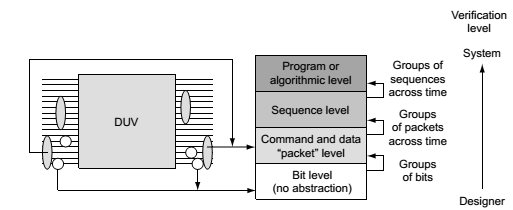 Verification
level
System
Program or
algorithmic level
Groups of
sequences
across time
Sequence level
Groups
of packets
across time
DUV
Command and data
“packet” level
Groups
of bits
Bit level
(no abstraction)
Designer